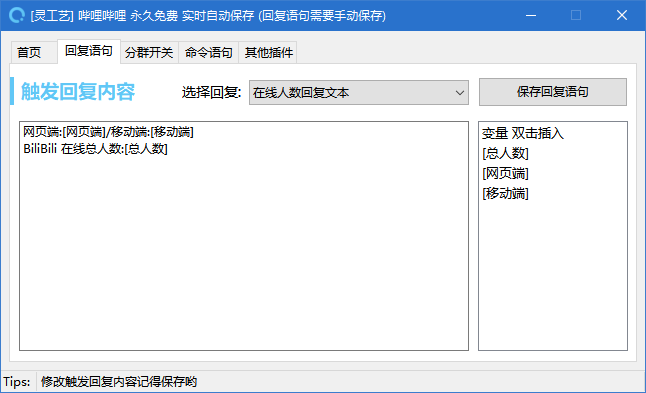 [灵工艺] 哔哩哔哩 永久免费 实时自动保存 (回复语句需要手动保存)
首页 回复语句 分群开关 命令语句 其他插件
触发回复内容 选择回复: 在线人数回复文本 保存回复语句
网页端:[网页端]/移动端:[移动端]
BiliBili 在线总人数:[总人数]
变量 双击插入
[总人数]
[网页端]
[移动端]
Tips: 修改触发回复内容记得保存哟